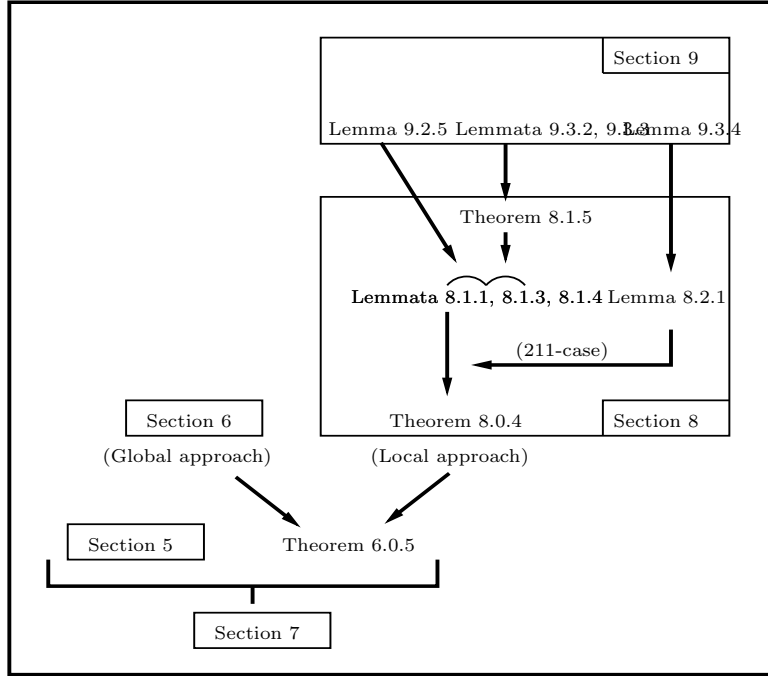 Section 9
Lemma 9.2.5 Lemmata 9.3.2, 9.3.3 Lemma 9.3.4
Theorem 8.1.5
Lemmata 8.1.1, 8.1.3, 8.1.4 Lemma 8.2.1
(211-case)
Section 6 Theorem 8.0.4 Section 8
(Global approach) (Local approach)
Section 5 Theorem 6.0.5
Section 7